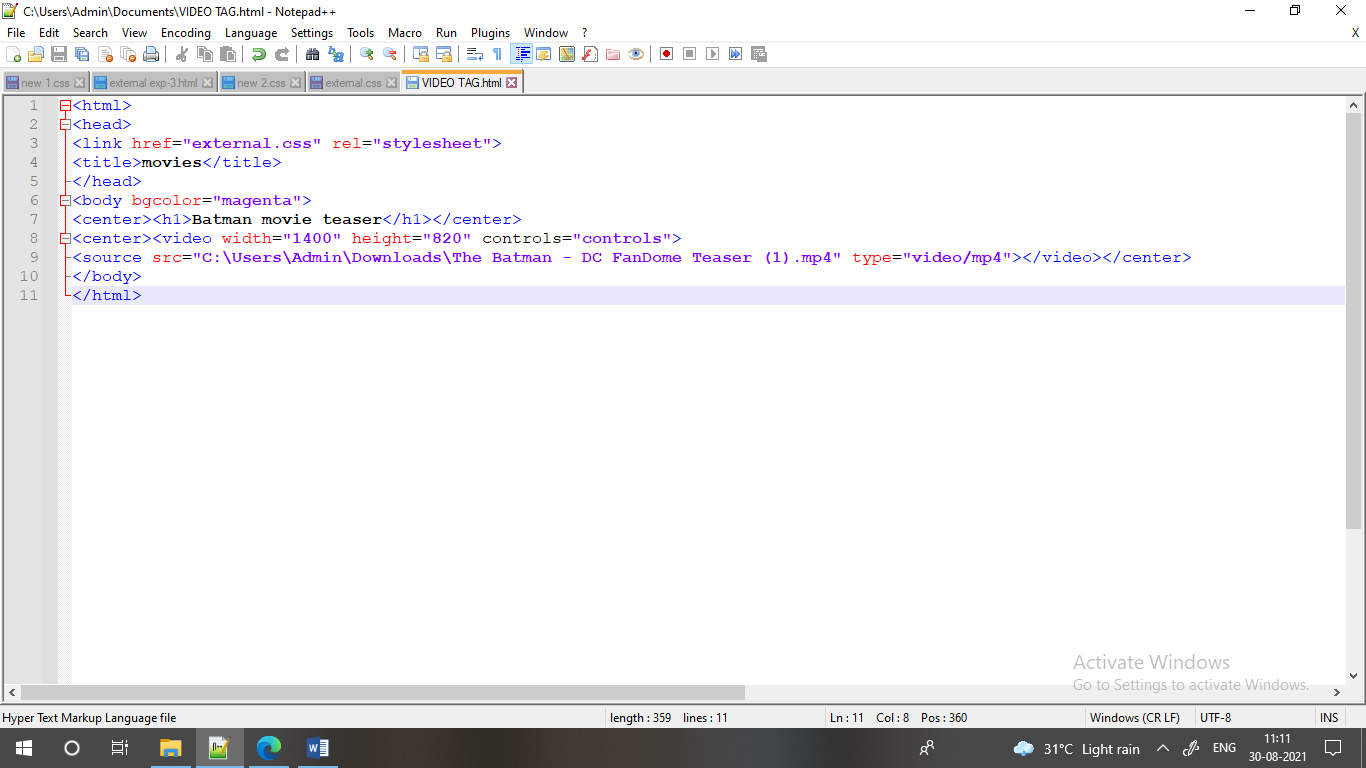 C:\Users\Admin\Documents\VIDEO TAG.html - Notepad++
File Edit Search View Encoding Language Settings Tools Macro Run Plugins Window ? X
new 1.css external exp-3.html new 2.css external.css VIDEO TAG.html
1 <html>
2 <head>
3 <link href="external.css" rel="stylesheet">
4 <title>movies</title>
5 </head>
6 <body bgcolor="magenta">
7 <center><h1>Batman movie teaser</h1></center>
8 <center><video width="1400" height="820" controls="controls">
9 <source src="C:\Users\Admin\Downloads\The Batman - DC FanDome Teaser (1).mp4" type="video/mp4"></video></center>
10 </body>
11 </html>
Activate Windows
Go to Settings to activate Windows.
Hyper Text Markup Language file length : 359 lines : 11 Ln : 11 Col : 8 Pos : 360 Windows (CR LF) UTF-8 INS
31°C Light rain ENG 11:11
30-08-2021